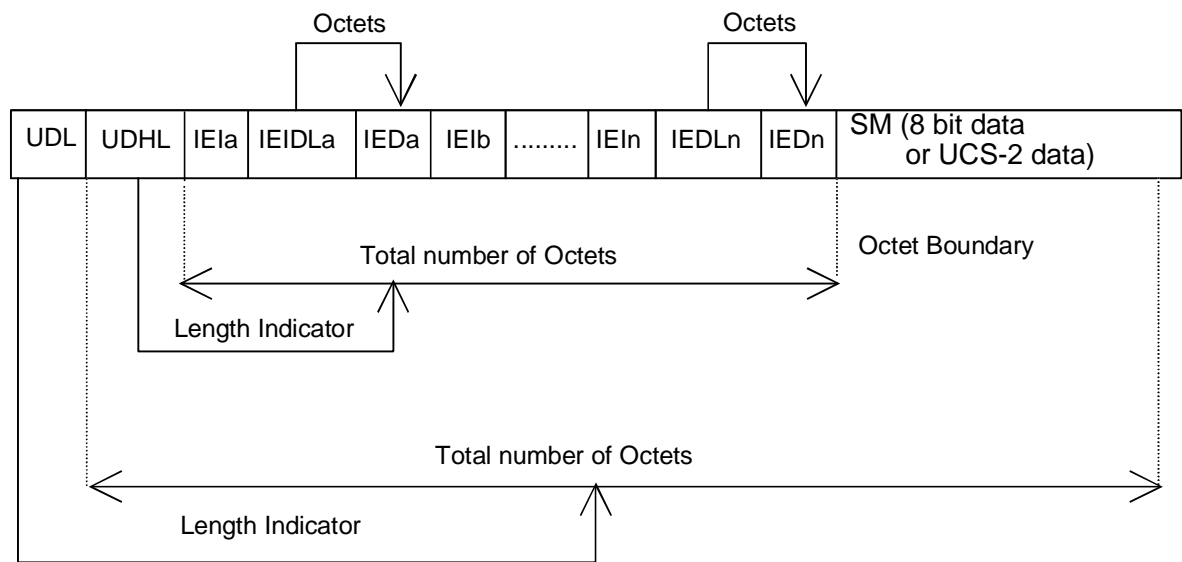 Octets Octets
UDL UDHL IEIa IEIDLa IEDa IEIb ......... IEIn IEDLn IEDn SM (8 bit data
or UCS-2 data)
Total number of Octets Octet Boundary
Length Indicator
Total number of Octets
Length Indicator